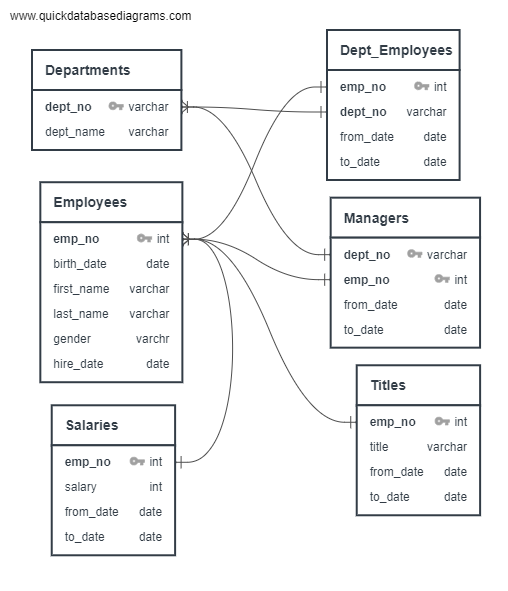 www.quickdatabasediagrams.com
Departments
dept_no varchar
dept_name varchar
Employees
emp_no int
birth_date date
first_name varchar
last_name varchar
gender varchr
hire_date date
Salaries
emp_no int
salary int
from_date date
to_date date
Dept_Employees
emp_no int
dept_no varchar
from_date date
to_date date
Managers
dept_no varchar
emp_no int
from_date date
to_date date
Titles
emp_no int
title varchar
from_date date
to_date date